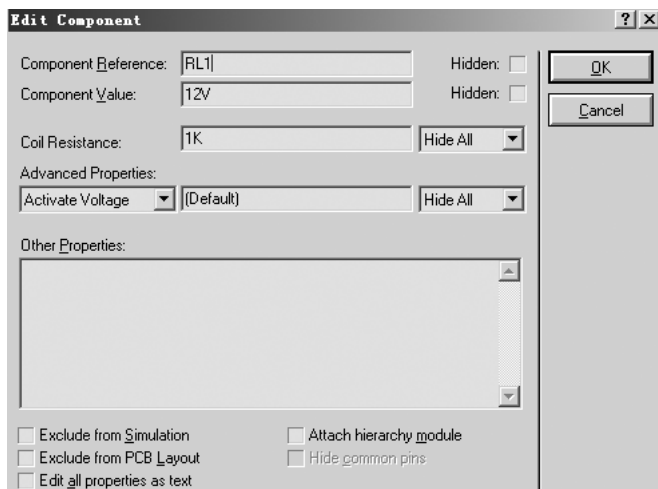 Edit Component
Component Reference: RL1 Hidden:
Component Value: 12V Hidden:
Coil Resistance: 1K Hide All
Advanced Properties:
Activate Voltage (Default) Hide All
Other Properties:
Exclude from Simulation Attach hierarchy module
Exclude from PCB Layout Hide common pins
Edit all properties as text
OK
Cancel